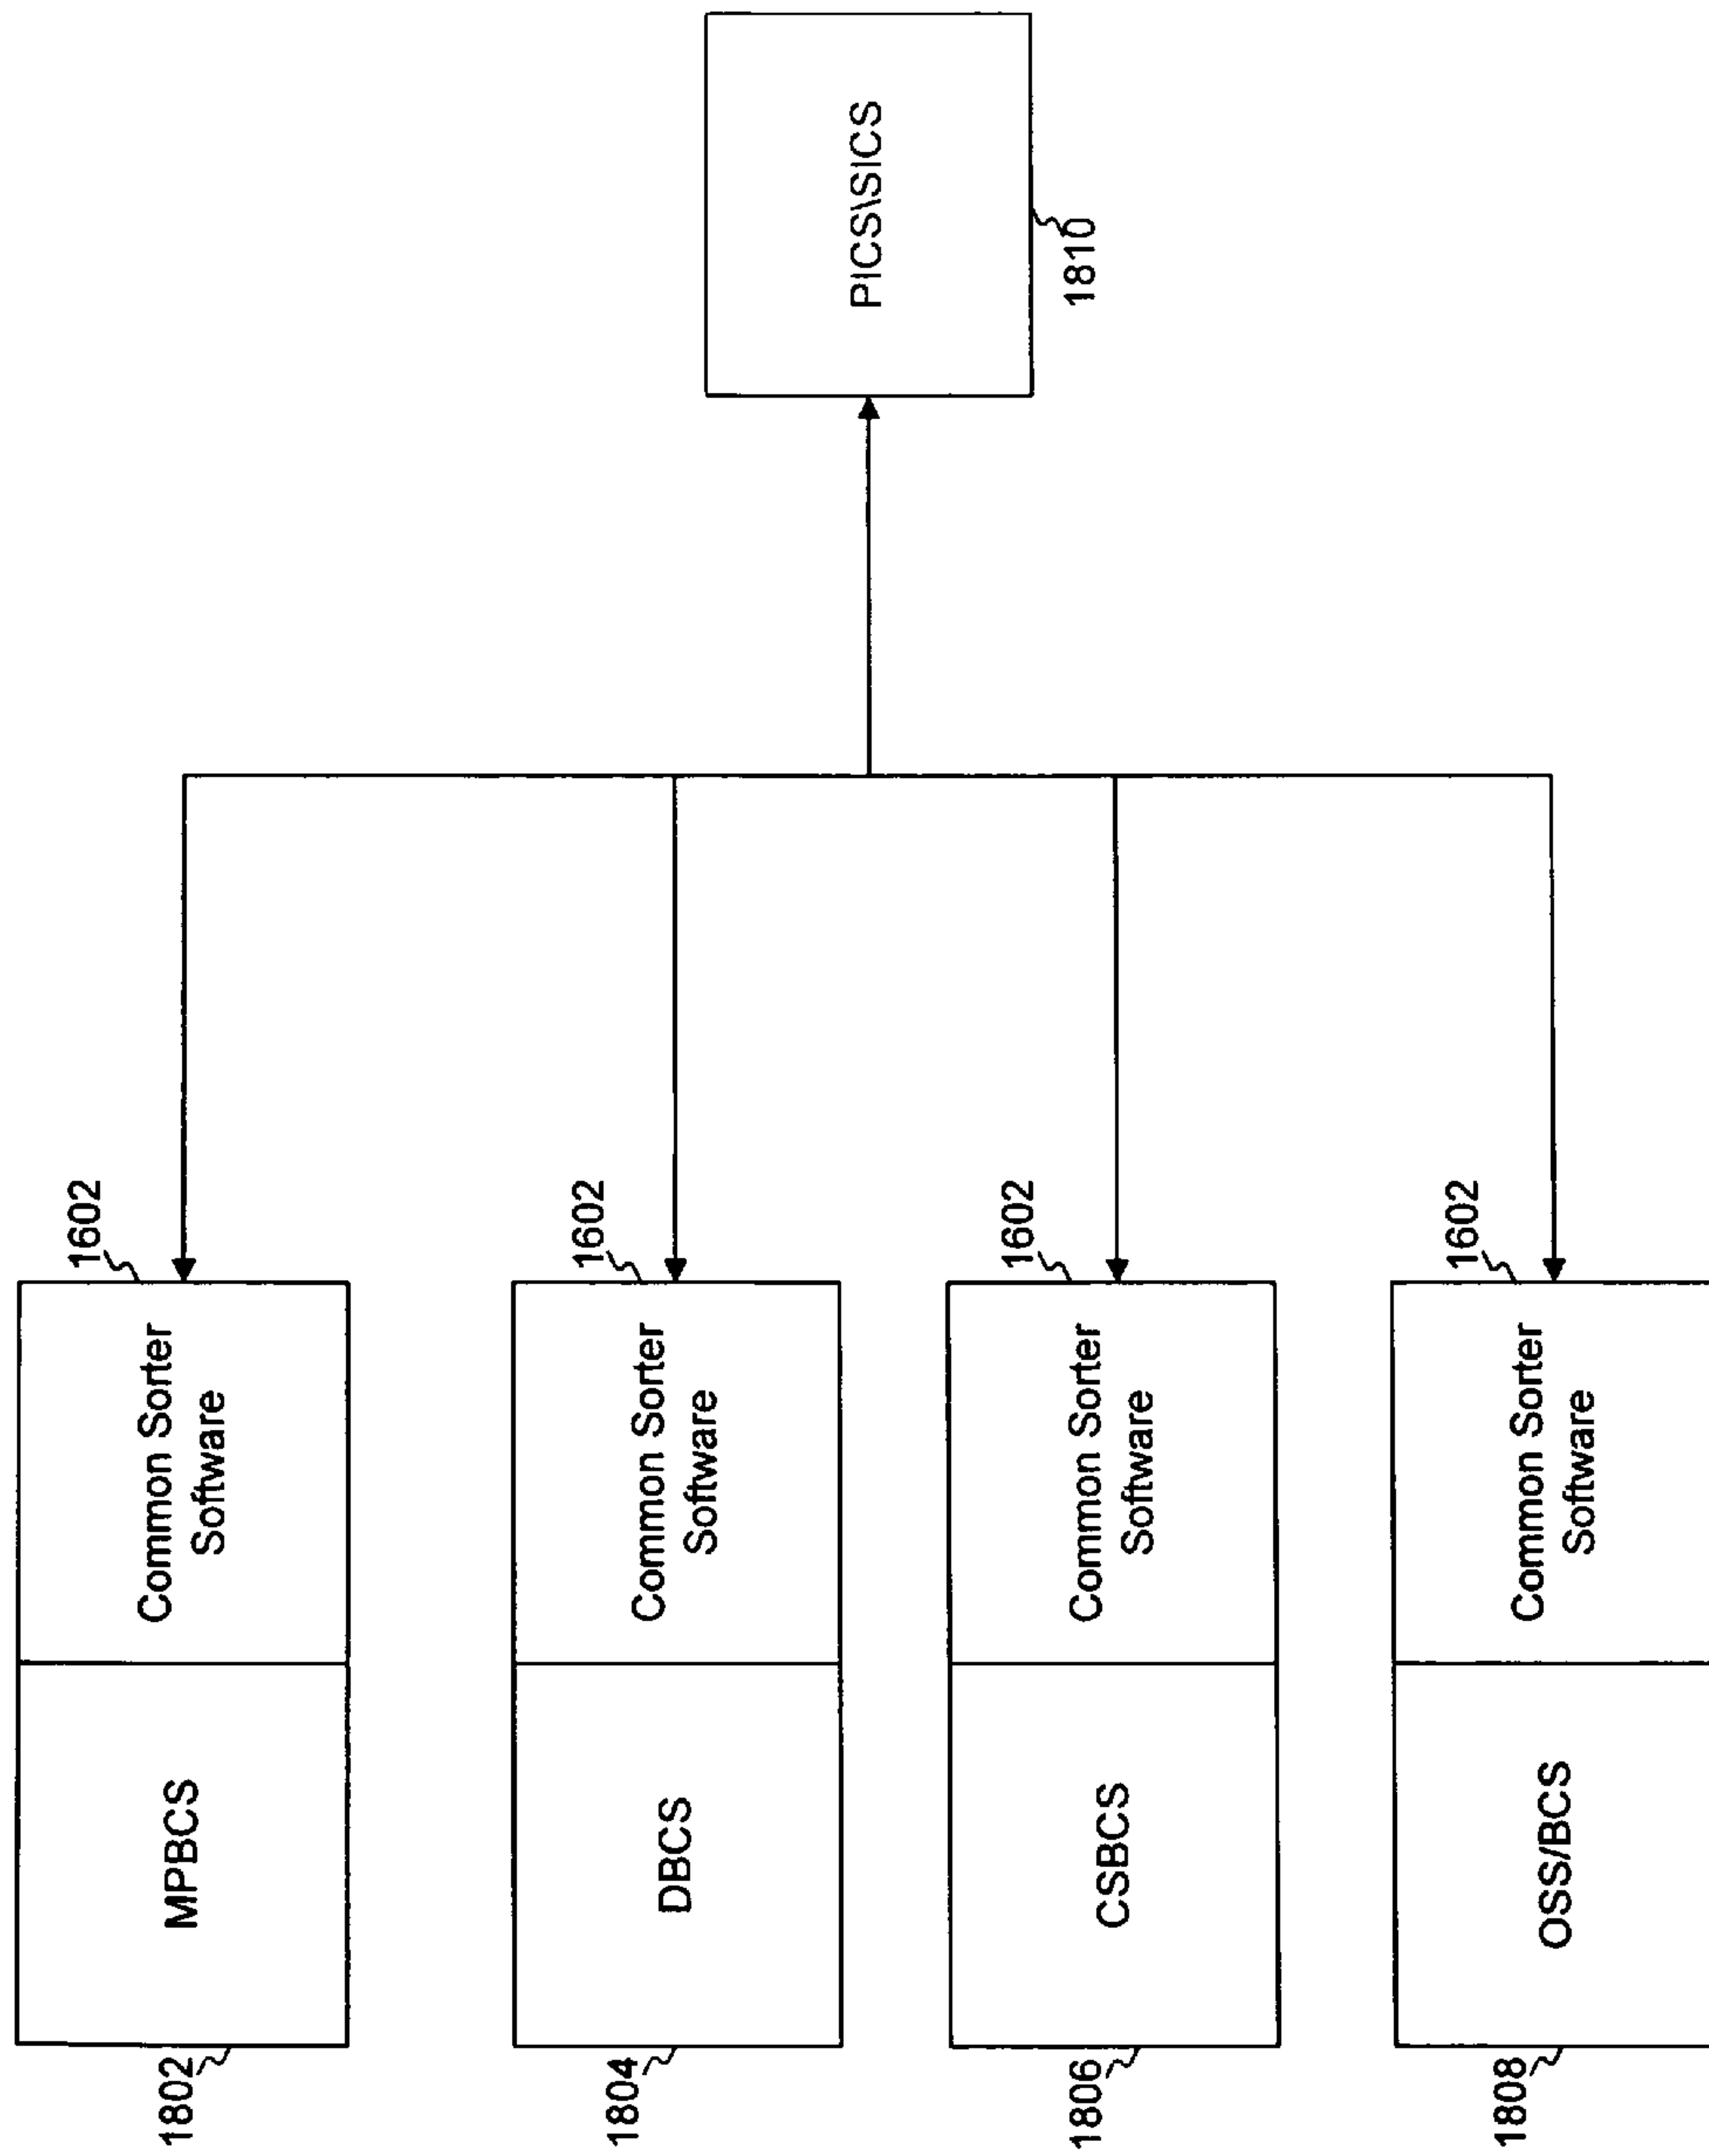 1802
MPBCS
Common Sorter
Software
1602
1804
DBCS
Common Sorter
Software
1602
1806
CSBCS
Common Sorter
Software
1602
1808
OSS/BCS
Common Sorter
Software
1602
PICS\SICS
1810